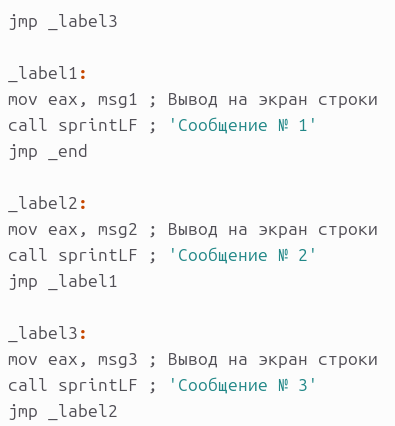 jmp _label3
_label1:
mov eax, msg1 ; Вывод на экран строки
call sprintLF ; 'Сообщение № 1'
jmp _end
_label2:
mov eax, msg2 ; Вывод на экран строки
call sprintLF ; 'Сообщение № 2'
jmp _label1
_label3:
mov eax, msg3 ; Вывод на экран строки
call sprintLF ; 'Сообщение № 3'
jmp _label2